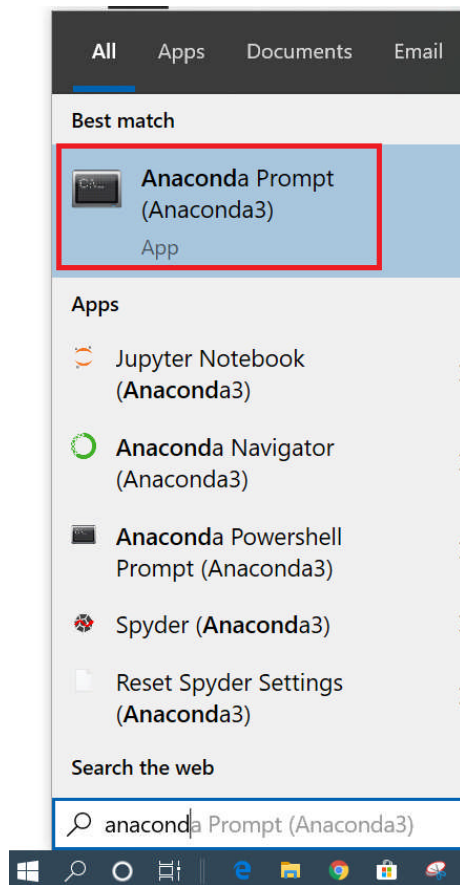 All Apps Documents Email
Best match
Anaconda Prompt
(Anaconda3)
App
Apps
Jupyter Notebook
(Anaconda3)
Anaconda Navigator
(Anaconda3)
Anaconda Powershell
Prompt (Anaconda3)
Spyder (Anaconda3)
Reset Spyder Settings
(Anaconda3)
Search the web
anaconda Prompt (Anaconda3)